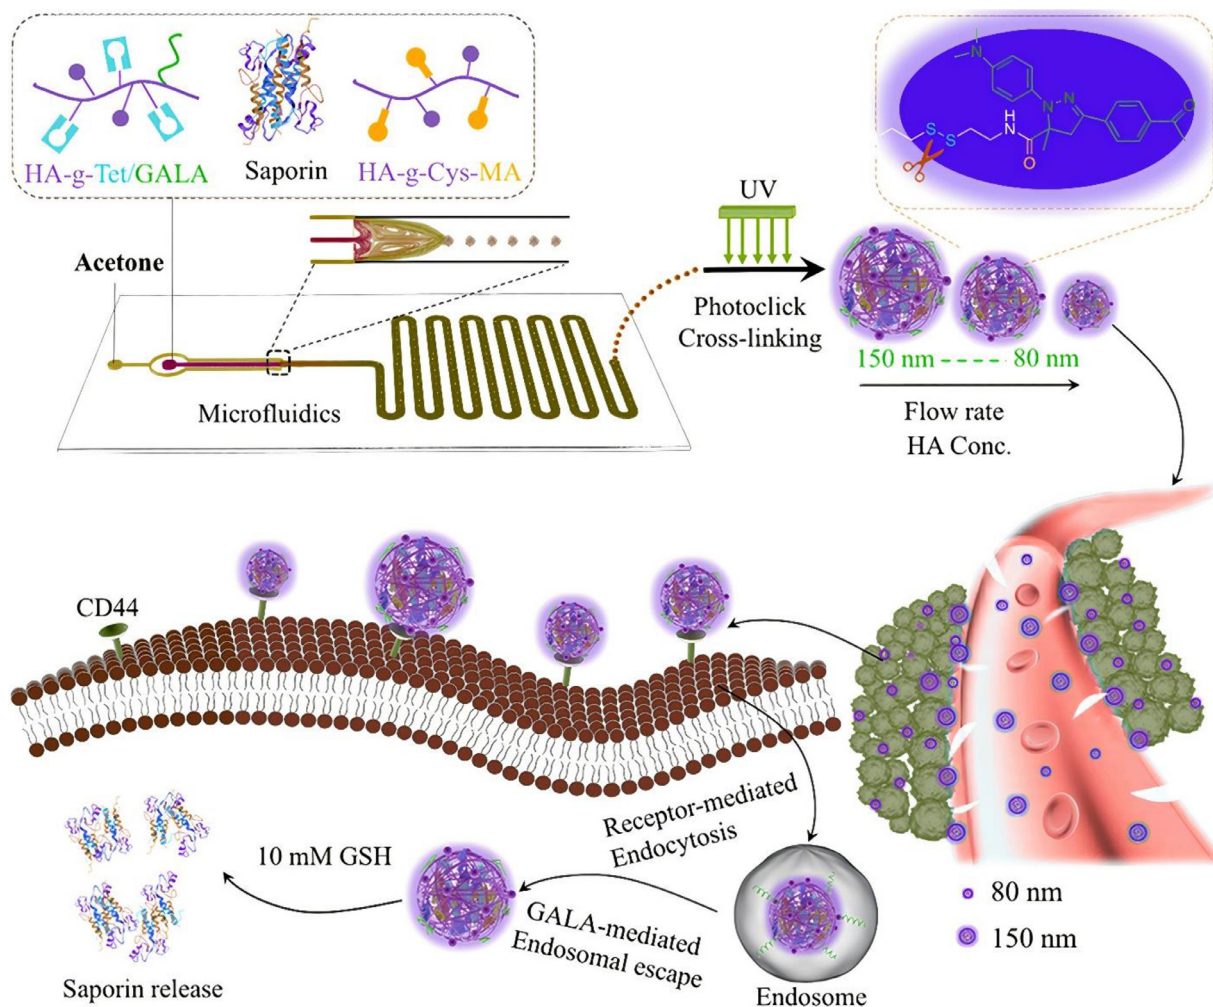 HA-g-Tet/GALA
Saporin
HA-g-Cys-MA
N
N
N
S
S
H
N
O
O
Acetone
Microfluidics
UV
Photoclick
Cross-linking
150 nm ---- 80 nm
Flow rate
HA Conc.
CD44
Receptor-mediated
Endocytosis
10 mM GSH
GALA-mediated
Endosomal escape
Saporin release
Endosome
80 nm
150 nm